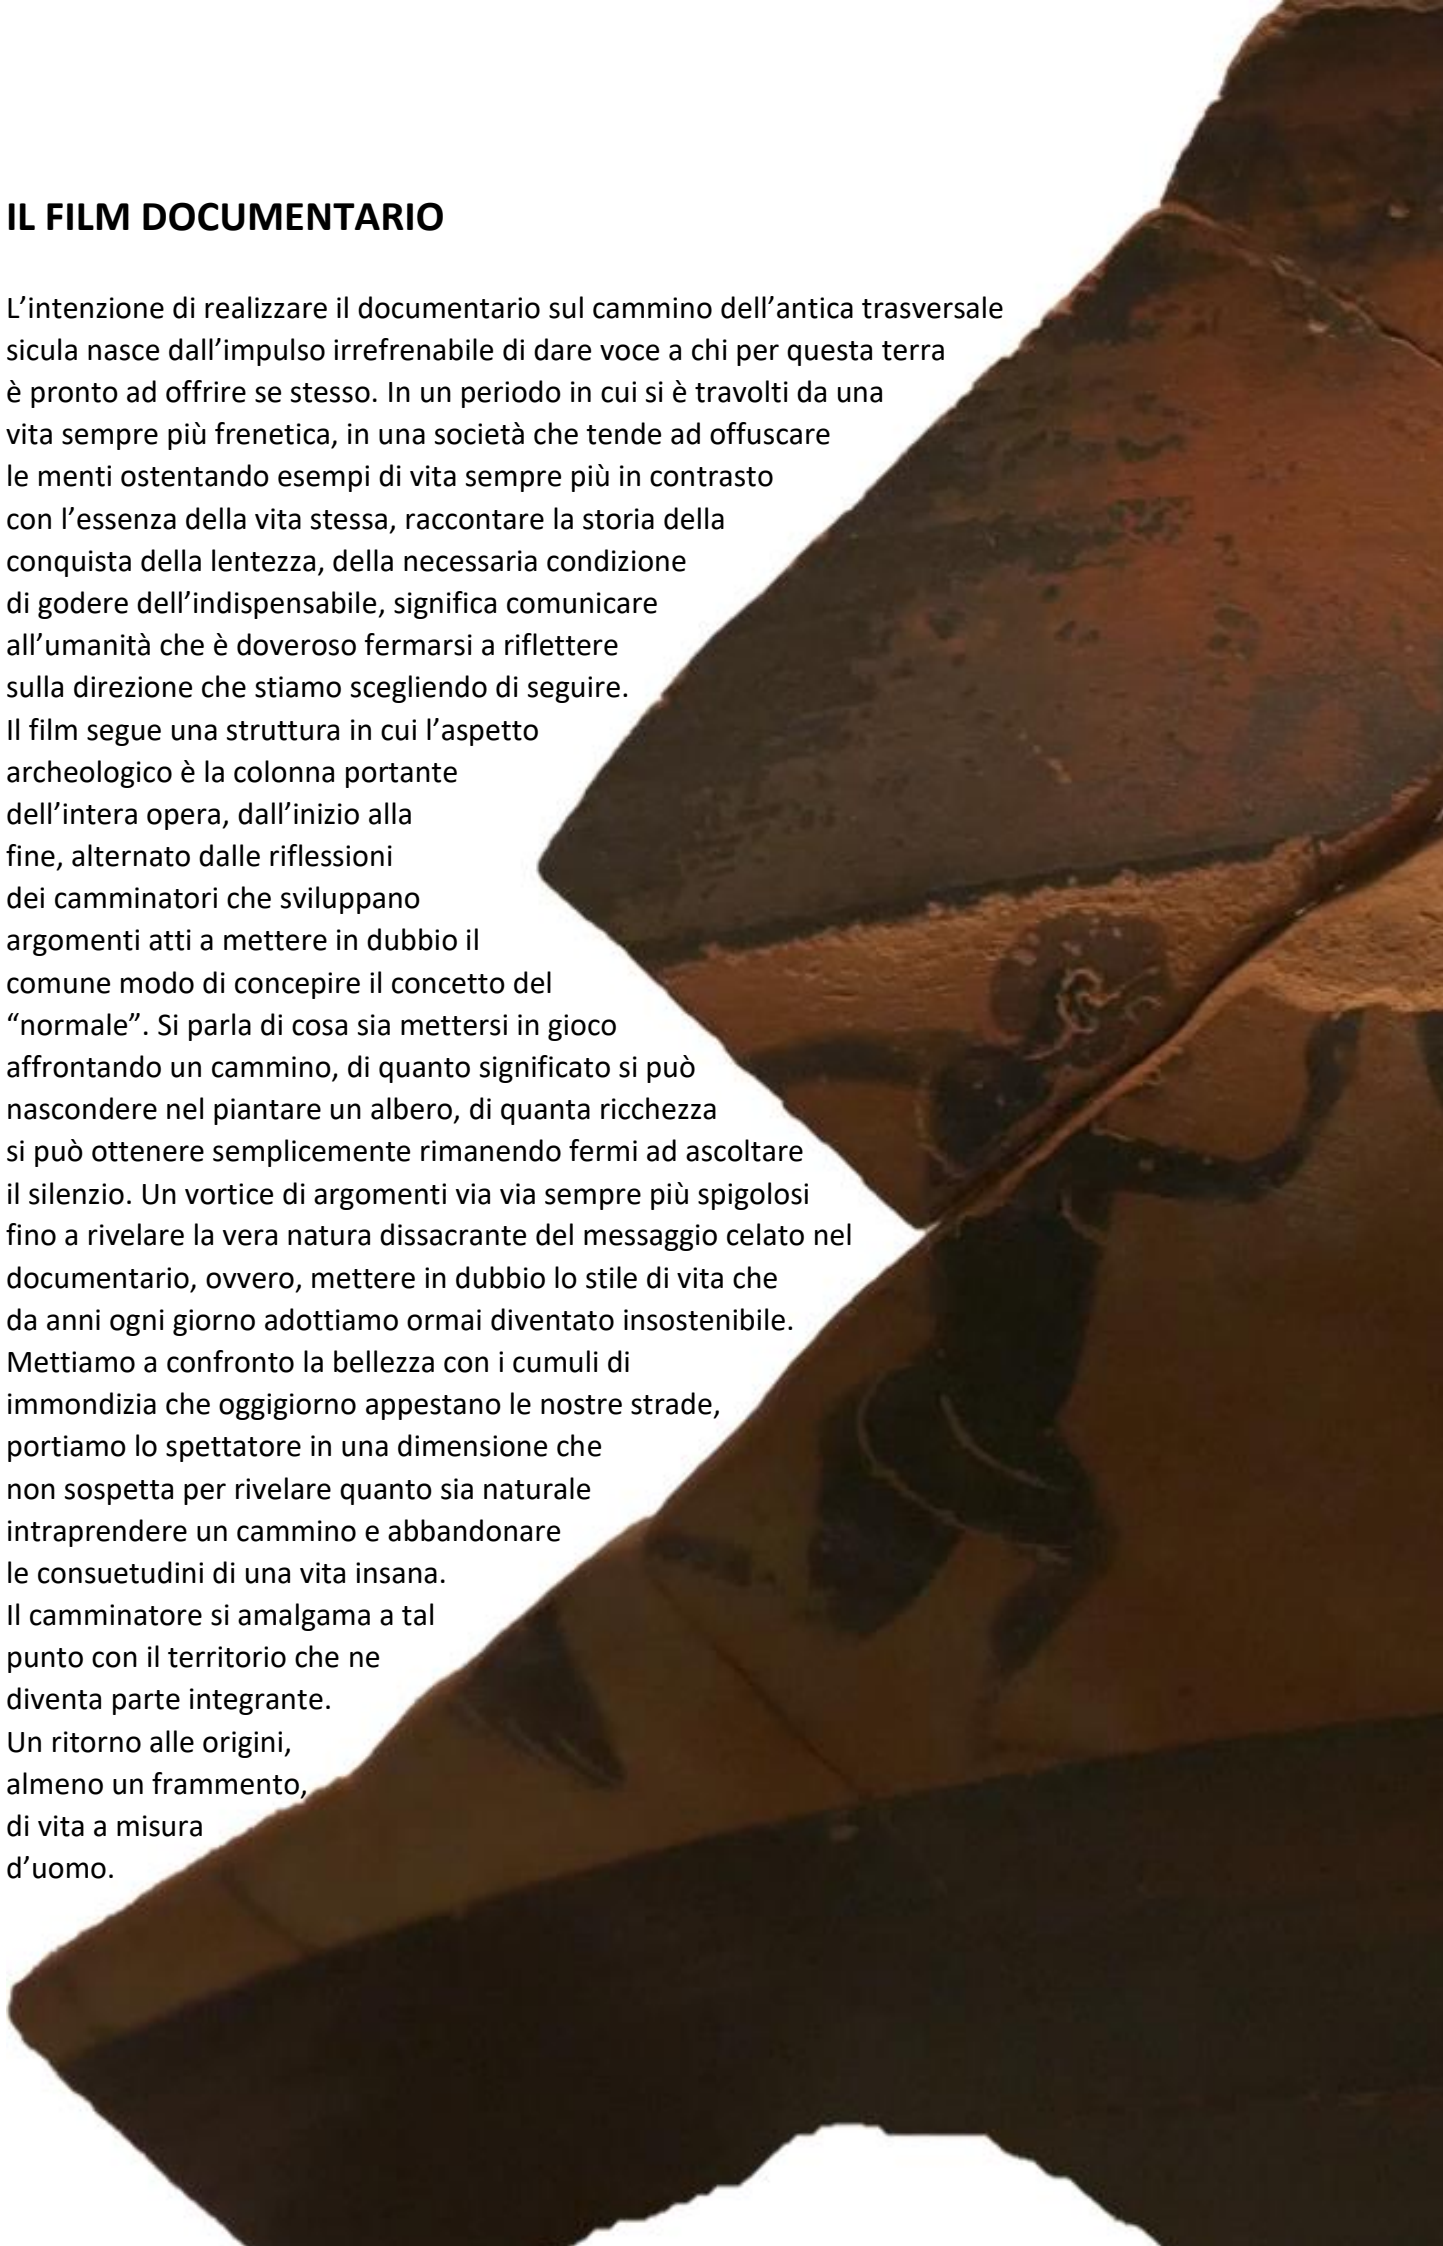 IL FILM DOCUMENTARIO
L’intenzione di realizzare il documentario sul cammino dell’antica trasversale
sicula nasce dall’impulso irrefrenabile di dare voce a chi per questa terra
è pronto ad offrire se stesso. In un periodo in cui si è travolti da una
vita sempre più frenetica, in una società che tende ad offuscare
le menti ostentando esempi di vita sempre più in contrasto
con l’essenza della vita stessa, raccontare la storia della
conquista della lentezza, della necessaria condizione
di godere dell’indispensabile, significa comunicare
all’umanità che è doveroso fermarsi a riflettere
sulla direzione che stiamo scegliendo di seguire.
Il film segue una struttura in cui l’aspetto
archeologico è la colonna portante
dell’intera opera, dall’inizio alla
fine, alternato dalle riflessioni
dei camminatori che sviluppano
argomenti atti a mettere in dubbio il
comune modo di concepire il concetto del
“normale”. Si parla di cosa sia mettersi in gioco
affrontando un cammino, di quanto significato si può
nascondere nel piantare un albero, di quanta ricchezza
si può ottenere semplicemente rimanendo fermi ad ascoltare
il silenzio. Un vortice di argomenti via via sempre più spigolosi
fino a rivelare la vera natura dissacrante del messaggio celato nel
documentario, ovvero, mettere in dubbio lo stile di vita che
da anni ogni giorno adottiamo ormai diventato insostenibile.
Mettiamo a confronto la bellezza con i cumuli di
immondizia che oggigiorno appestano le nostre strade,
portiamo lo spettatore in una dimensione che
non sospetta per rivelare quanto sia naturale
intraprendere un cammino e abbandonare
le consuetudini di una vita insana.
Il camminatore si amalgama a tal
punto con il territorio che ne
diventa parte integrante.
Un ritorno alle origini,
almeno un frammento,
di vita a misura
d’uomo.